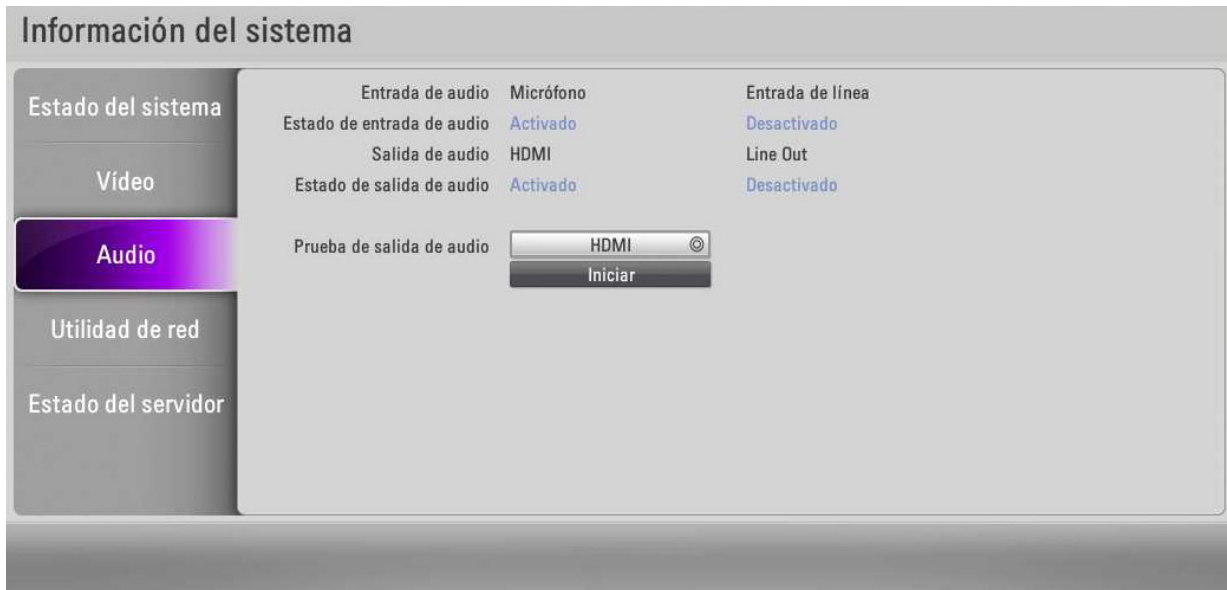 Información del sistema
Estado del sistema
Vídeo
Audio
Utilidad de red
Estado del servidor
Entrada de audio Micrófono Entrada de línea
Estado de entrada de audio Activado Desactivado
Salida de audio HDMI Line Out
Estado de salida de audio Activado Desactivado
Prueba de salida de audio HDMI
Iniciar